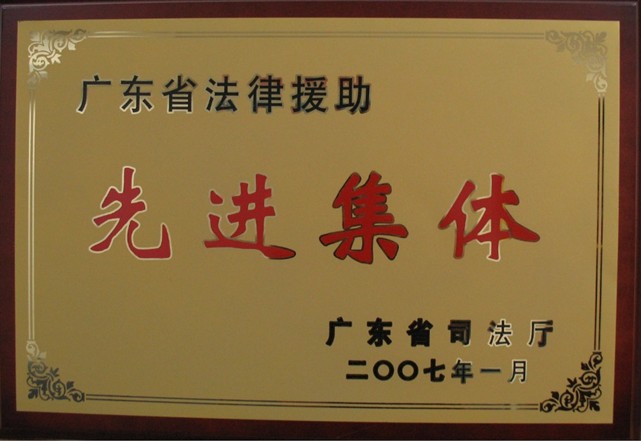 广东省法律援助
先进集体
广东省司法厅
二〇〇七年一月